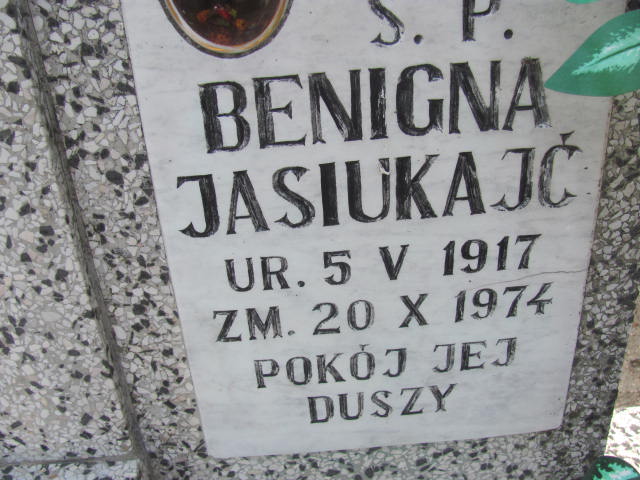 Ś. P.
BENIGNA
JASIUKAJĆ
UR. 5 V 1917
ZM. 20 X 1974
POKÓJ JEJ
DUSZY